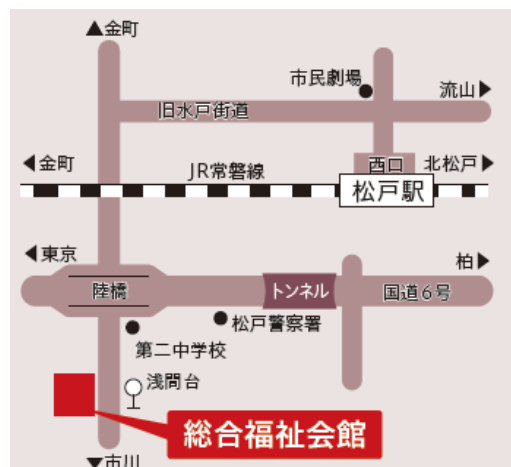 ▲金町
市民劇場
流山▶
旧水戸街道
◀金町
JR常磐線
西口
北松戸▶
松戸駅
◀東京
柏▶
陸橋
トンネル
国道6号
松戸警察署
第二中学校
浅間台
総合福祉会館
▼市川